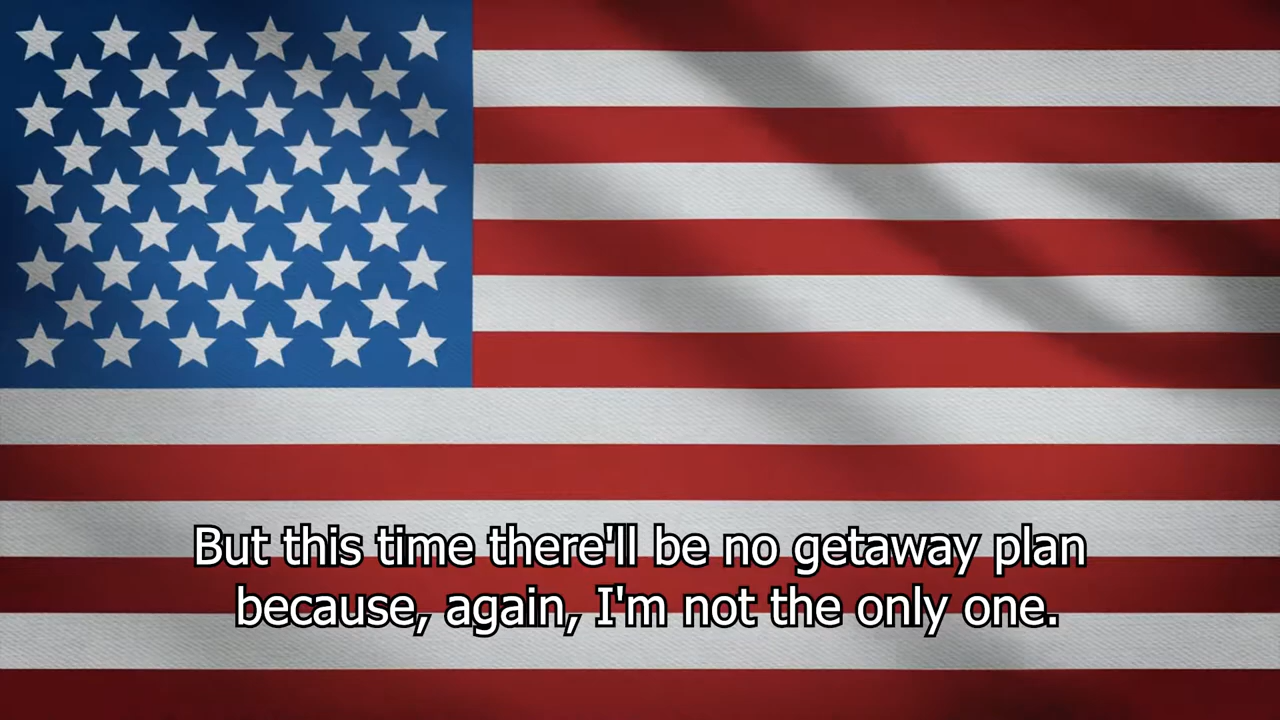 But this time there'll be no getaway plan
because, again, I'm not the only one.